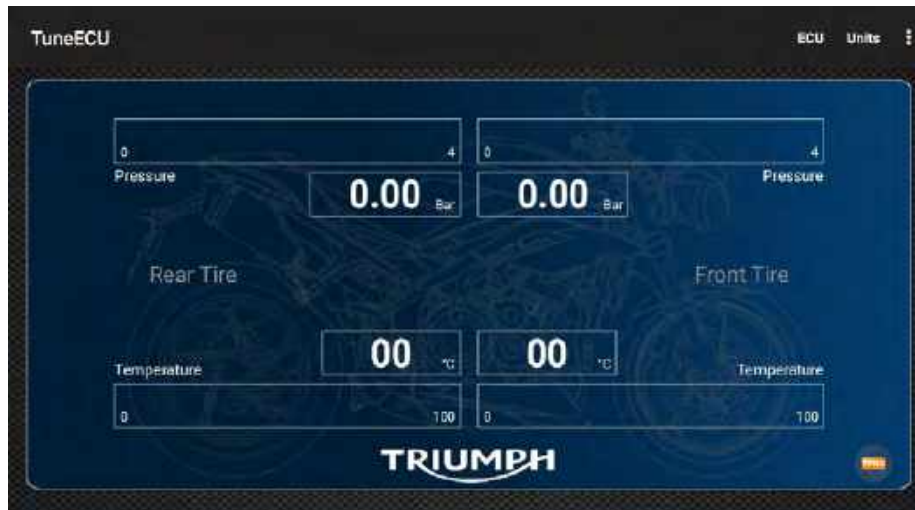 TuneECU
ECU Units
0 4 0 4
Pressure Pressure
0.00 Bar 0.00 Bar
Rear Tire Front Tire
00 °C 00 °C
Temperature Temperature
0 100 0 100
TRIUMPH